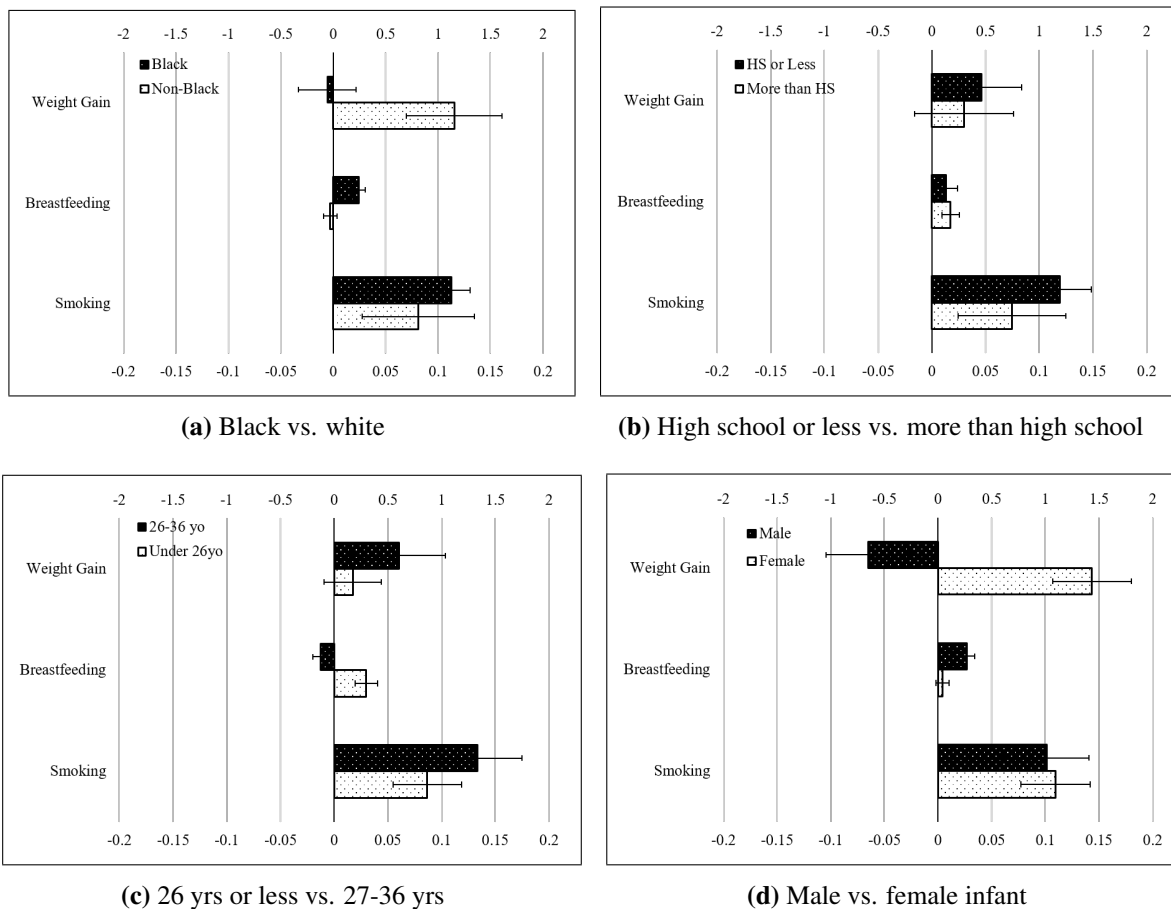 -2 -1.5 -1 -0.5 0 0.5 1 1.5 2
Black
Non-Black
Weight Gain
Breastfeeding
Smoking
-0.2 -0.15 -0.1 -0.05 0 0.05 0.1 0.15 0.2
(a) Black vs. white
-2 -1.5 -1 -0.5 0 0.5 1 1.5 2
HS or Less
More than HS
Weight Gain
Breastfeeding
Smoking
-0.2 -0.15 -0.1 -0.05 0 0.05 0.1 0.15 0.2
(b) High school or less vs. more than high school
-2 -1.5 -1 -0.5 0 0.5 1 1.5 2
26-36 yo
Under 26yo
Weight Gain
Breastfeeding
Smoking
-0.2 -0.15 -0.1 -0.05 0 0.05 0.1 0.15 0.2
(c) 26 yrs or less vs. 27-36 yrs
-2 -1.5 -1 -0.5 0 0.5 1 1.5 2
Male
Female
Weight Gain
Breastfeeding
Smoking
-0.2 -0.15 -0.1 -0.05 0 0.05 0.1 0.15 0.2
(d) Male vs. female infant